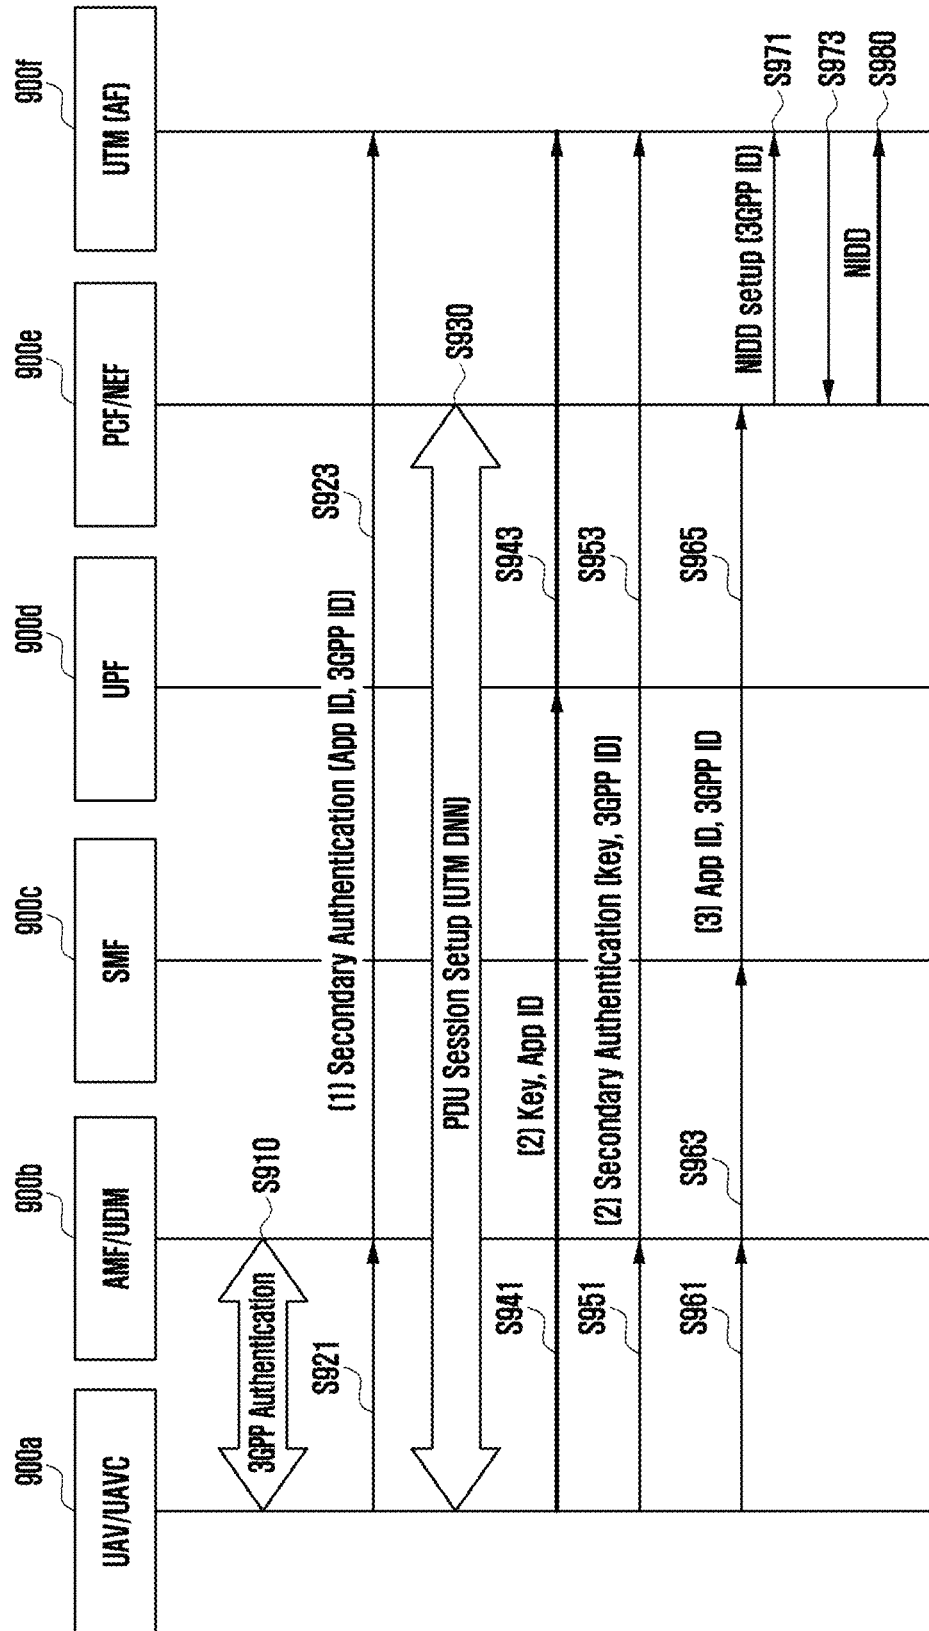 900a
900b
900c
900d
900e
900f
UAV/UAVC
AMF/UDM
SMF
UPF
PCF/NEF
UTM (AF)
3GPP Authentication
S910
S921
(1) Secondary Authentication (App ID, 3GPP ID)
S923
PDU Session Setup (UTM DNN)
S930
S941
(2) Key, App ID
S943
S951
(2) Secondary Authentication (key, 3GPP ID)
S953
S961
S963
(3) App ID, 3GPP ID
S965
NIDD setup (3GPP ID)
S971
S973
NIDD
S980